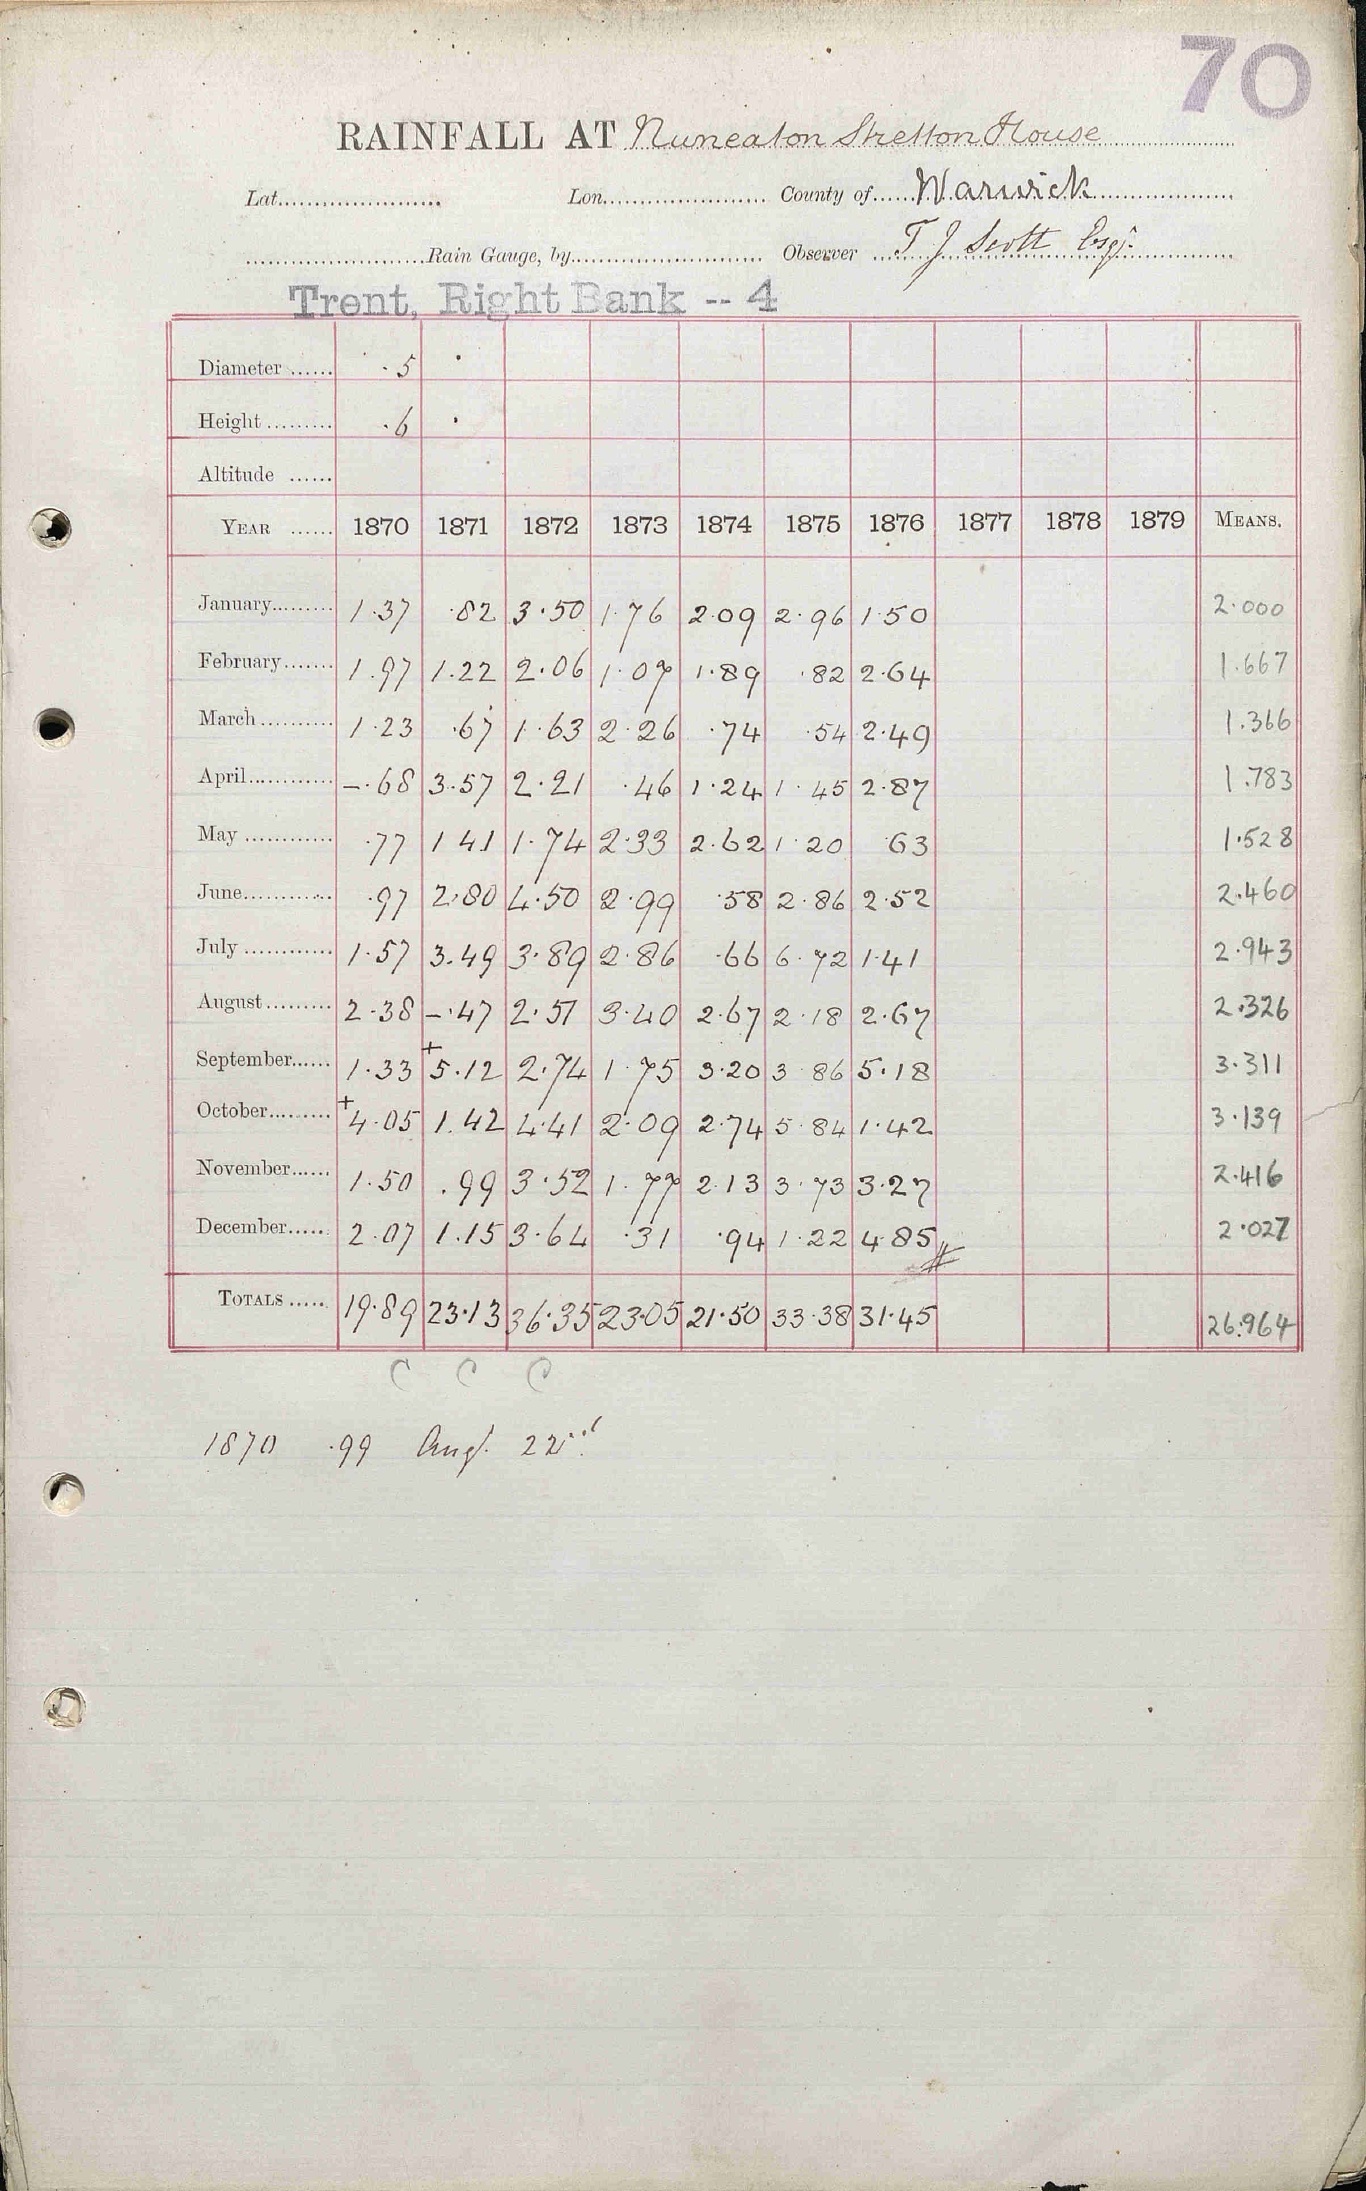 70
RAINFALL AT Nuneaton Stretton House
Lat. Lon. County of Warwick
Rain Gauge, by Observer T J Scott Esqr.
Trent, Right Bank -- 4
Diameter ...... .5
Height ......... .6
Altitude ......
YEAR ...... 1870 1871 1872 1873 1874 1875 1876 1877 1878 1879 MEANS.
January......... 1.37 .82 3.50 1.76 2.09 2.96 1.50 2.000
February....... 1.97 1.22 2.06 1.07 1.89 .82 2.64 1.667
March .......... 1.23 .67 1.63 2.26 .74 .54 2.49 1.366
April............ -.68 3.57 2.21 .46 1.24 1.45 2.87 1.783
May ............ .77 1 41 1.74 2.33 2.62 1.20 .63 1.528
June............ .97 2.80 4.50 2.99 .58 2.86 2.52 2.460
July ............ 1.57 3.49 3.89 2.86 .66 6.72 1.41 2.943
August......... 2.38 -.47 2.51 3.40 2.67 2.18 2.67 2.326
September...... 1.33 +5.12 2.74 1.75 3.20 3 86 5.18 3.311
October......... +4.05 1.42 4.41 2.09 2.74 5.84 1.42 3.139
November...... 1.50 .99 3.52 1.77 2.13 3.73 3.27 2.416
December..... 2.07 1.15 3.64 .31 .94 1.22 4.85 2.027
TOTALS ..... 19.89 23.13 36.35 23.05 21.50 33.38 31.45 26.964
C C C
1870 .99 Augt. 22nd